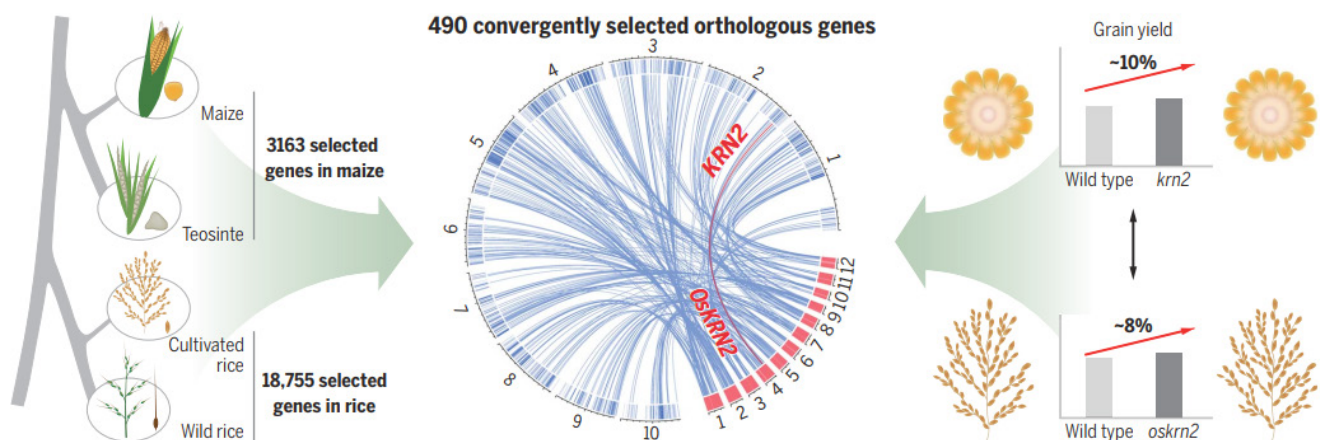 490 convergently selected orthologous genes
Maize
3163 selected
genes in maize
Teosinte
Cultivated
rice
18,755 selected
genes in rice
Wild rice
1
2
3
4
5
6
7
8
9
10
KRN2
OsKRN2
1
2
3
4
5
6
7
8
9
10
11
12
Grain yield
~10%
Wild type krn2
~8%
Wild type oskrn2